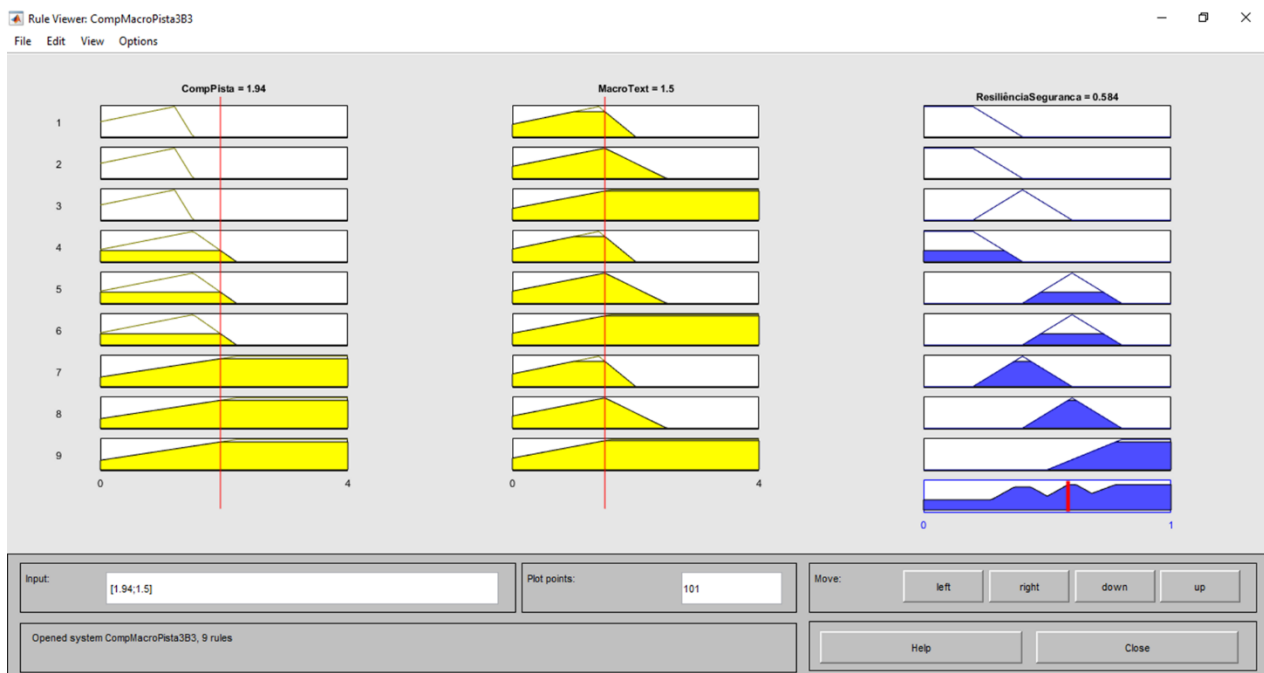 Rule Viewer: CompMacroPista3B3
File Edit View Options
CompPista = 1.94
MacroText = 1.5
ResiliênciaSeguranca = 0.584
1
2
3
4
5
6
7
8
9
0 4
0 4
0 1
Input:
[1.94;1.5]
Plot points:
101
Move:
left right down up
Opened system CompMacroPista3B3, 9 rules
Help Close